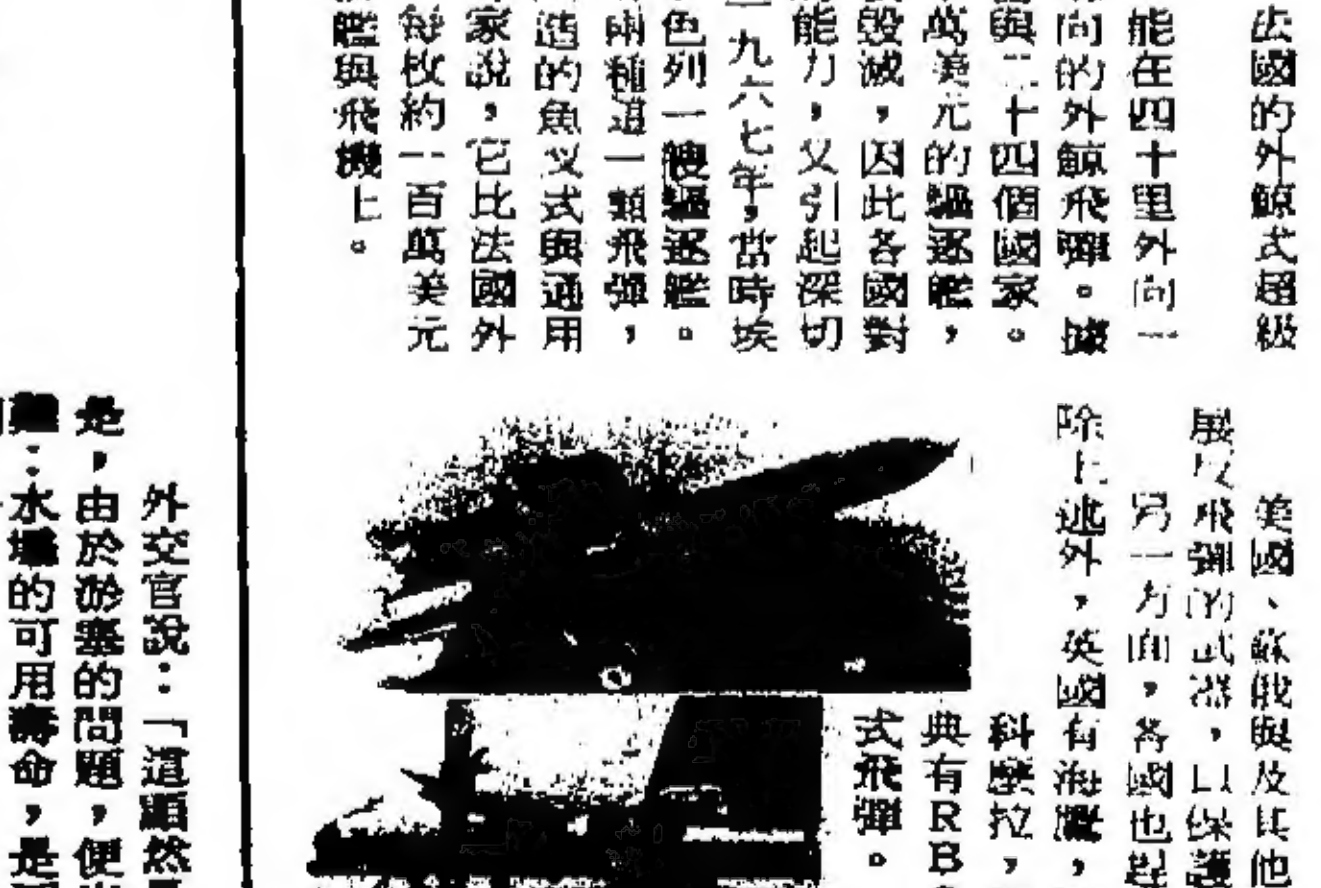 法國的外鯨式超級
能在四十里外向一
向的外鯨飛彈。據
與二十四個國家。
萬美元的驅逐艦,
毀滅,因此各國對
能力,又引起深切
一九六七年,當時埃
色列一艘驅逐艦。
兩種這一類飛彈,
造的魚叉式與通用
家說,它比法國外
每枚約一百萬美元
艦與飛機上。
美國、蘇俄與及其他
展反飛彈的武器,以保護
另一方面,各國也起
除上述外,英國有海鷹,
科摩拉,
典有RB
式飛彈。
外交官說:「這顯然
是,由於淤塞的問題,便
難:水壩的可用壽命,是